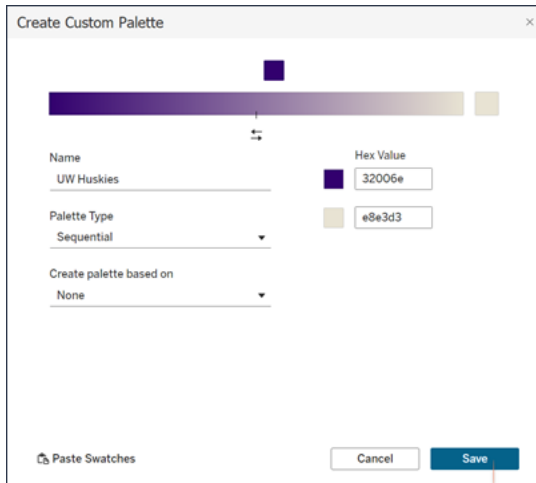 Create Custom Palette
Name
UW Huskies
Hex Value
32006e
Palette Type
Sequential
e8e3d3
Create palette based on
None
Paste Swatches
Cancel
Save